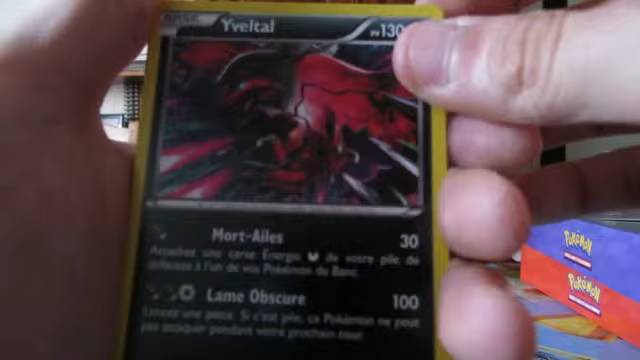 Yveltal PV130
Mort-Ailes 30
Attachez une carte Énergie de votre pile de
défausse à l'un de vos Pokémon de Banc.
Lame Obscure 100
Lancez une pièce. Si c'est pile, ce Pokémon ne peut
pas attaquer pendant votre prochain tour.
POKÉMON
POKÉMON